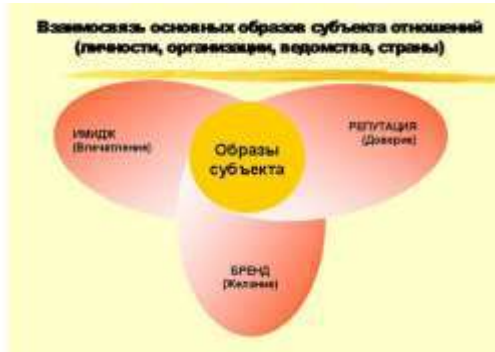 Взаимосвязь основных образов субъекта отношений
(личности, организации, ведомства, страны)
ИМИДЖ
(Впечатление)
РЕПУТАЦИЯ
(Доверие)
Образы
субъекта
БРЕНД
(Желание)